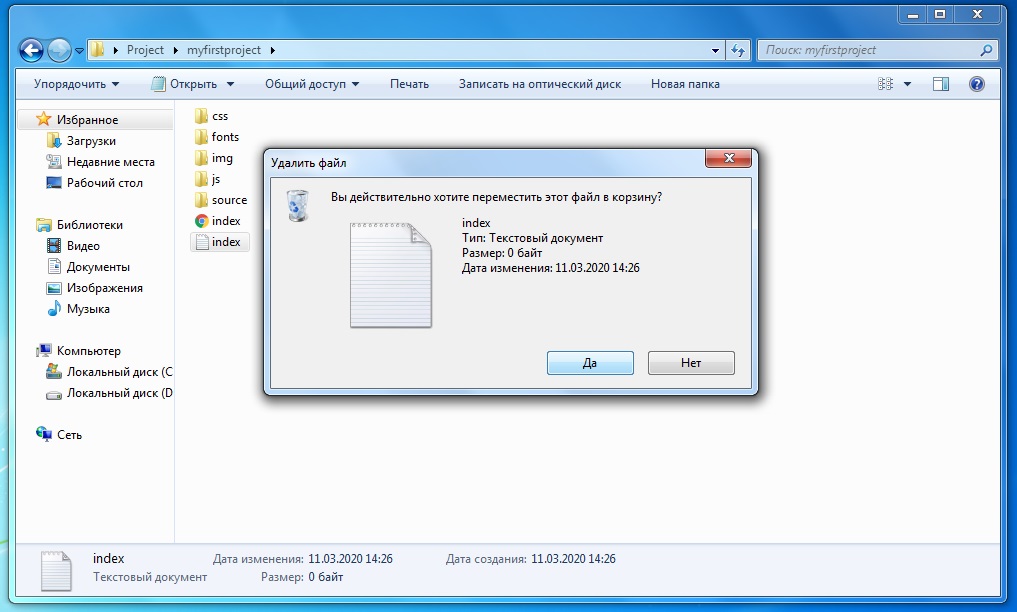 Project myfirstproject
Поиск: myfirstproject
Упорядочить Открыть Общий доступ Печать Записать на оптический диск Новая папка
Избранное
Загрузки
Недавние места
Рабочий стол
Библиотеки
Видео
Документы
Изображения
Музыка
Компьютер
Локальный диск (C
Локальный диск (D
Сеть
css
fonts
img
js
source
index
index
Удалить файл
Вы действительно хотите переместить этот файл в корзину?
index
Тип: Текстовый документ
Размер: 0 байт
Дата изменения: 11.03.2020 14:26
Да Нет
index Дата изменения: 11.03.2020 14:26 Дата создания: 11.03.2020 14:26
Текстовый документ Размер: 0 байт